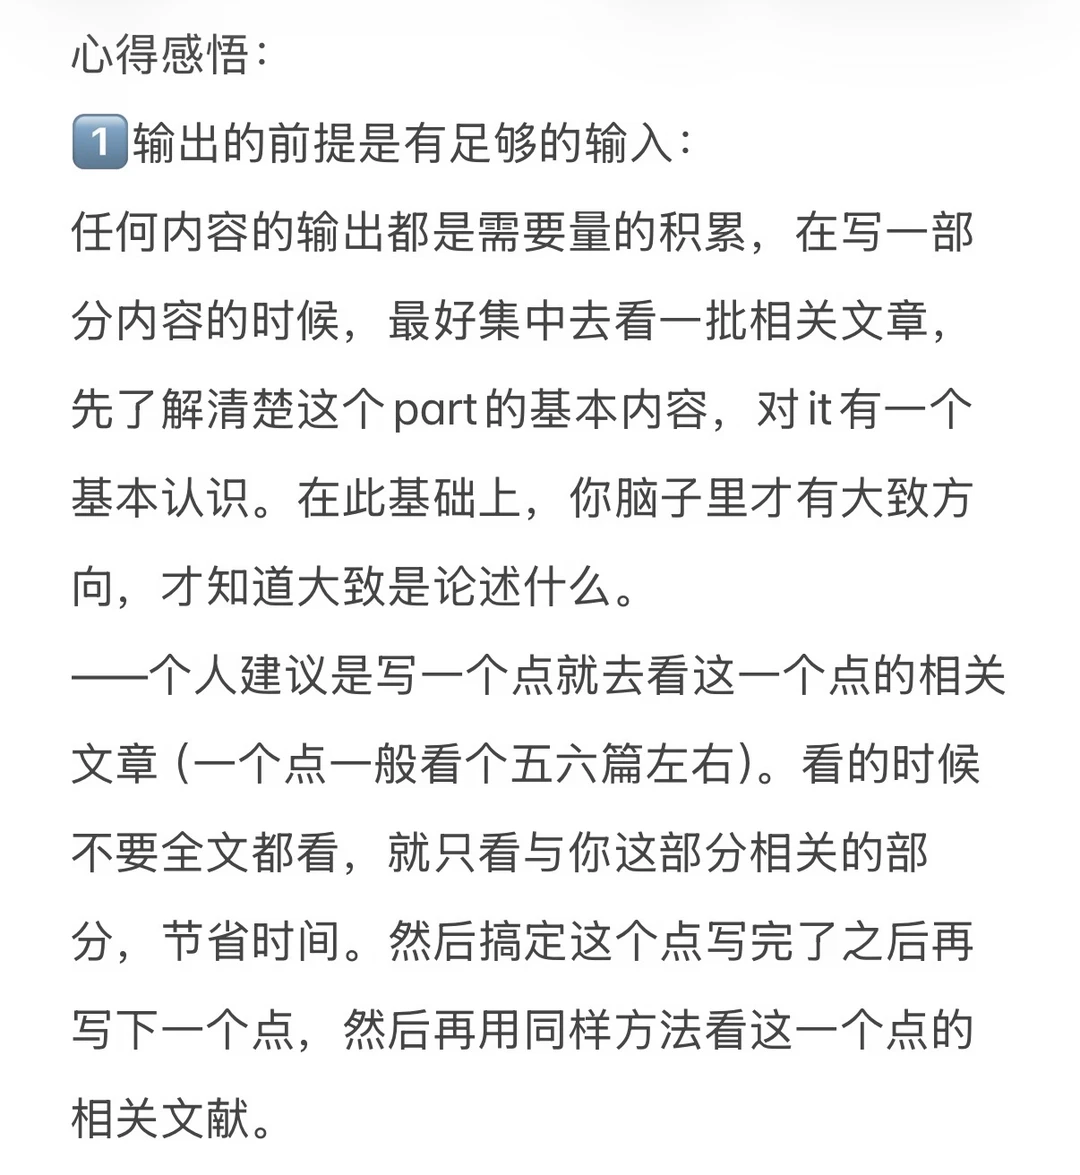 心得感悟：
1️⃣输出的前提是有足够的输入：
任何内容的输出都是需要量的积累，在写一部
分内容的时候，最好集中去看一批相关文章，
先了解清楚这个part的基本内容，对it有一个
基本认识。在此基础上，你脑子里才有大致方
向，才知道大致是论述什么。
——个人建议是写一个点就去看这一个点的相关
文章（一个点一般看个五六篇左右）。看的时候
不要全文都看，就只看与你这部分相关的部
分，节省时间。然后搞定这个点写完了之后再
写下一个点，然后再用同样方法看这一个点的
相关文献。